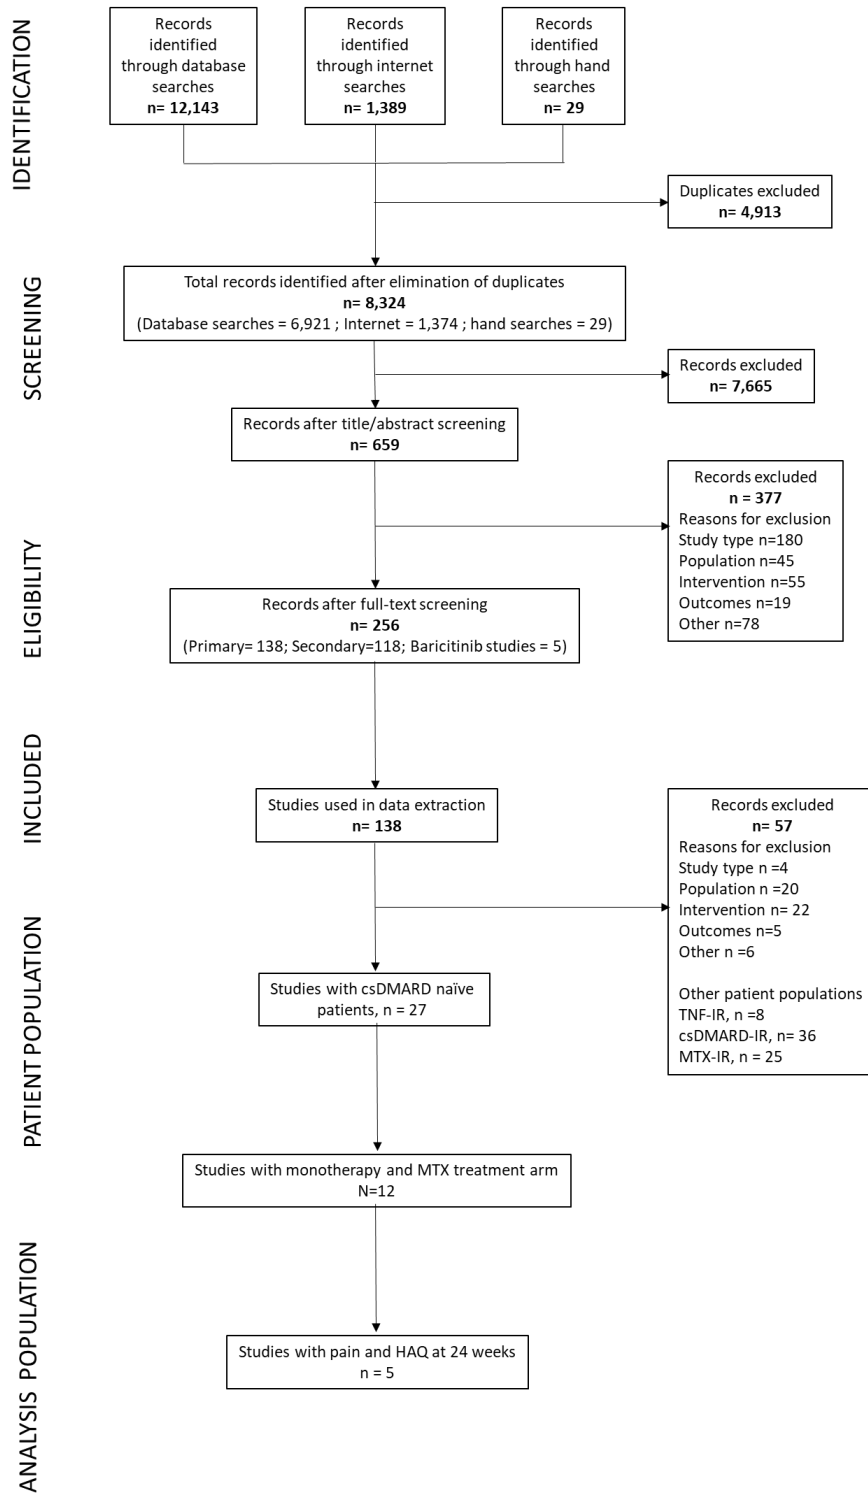 IDENTIFICATION
Records
identified
through database
searches
n= 12,143
Records
identified
through internet
searches
n= 1,389
Records
identified
through hand
searches
n= 29
Duplicates excluded
n= 4,913
SCREENING
Total records identified after elimination of duplicates
n= 8,324
(Database searches = 6,921 ; Internet = 1,374 ; hand searches = 29)
Records excluded
n= 7,665
Records after title/abstract screening
n= 659
ELIGIBILITY
Records excluded
n = 377
Reasons for exclusion
Study type n=180
Population n=45
Intervention n=55
Outcomes n=19
Other n=78
Records after full-text screening
n= 256
(Primary= 138; Secondary=118; Baricitinib studies = 5)
INCLUDED
Studies used in data extraction
n= 138
Records excluded
n= 57
Reasons for exclusion
Study type n =4
Population n =20
Intervention n= 22
Outcomes n=5
Other n =6
Other patient populations
TNF-IR, n =8
csDMARD-IR, n= 36
MTX-IR, n = 25
PATIENT POPULATION
Studies with csDMARD naïve
patients, n = 27
Studies with monotherapy and MTX treatment arm
N=12
ANALYSIS POPULATION
Studies with pain and HAQ at 24 weeks
n = 5